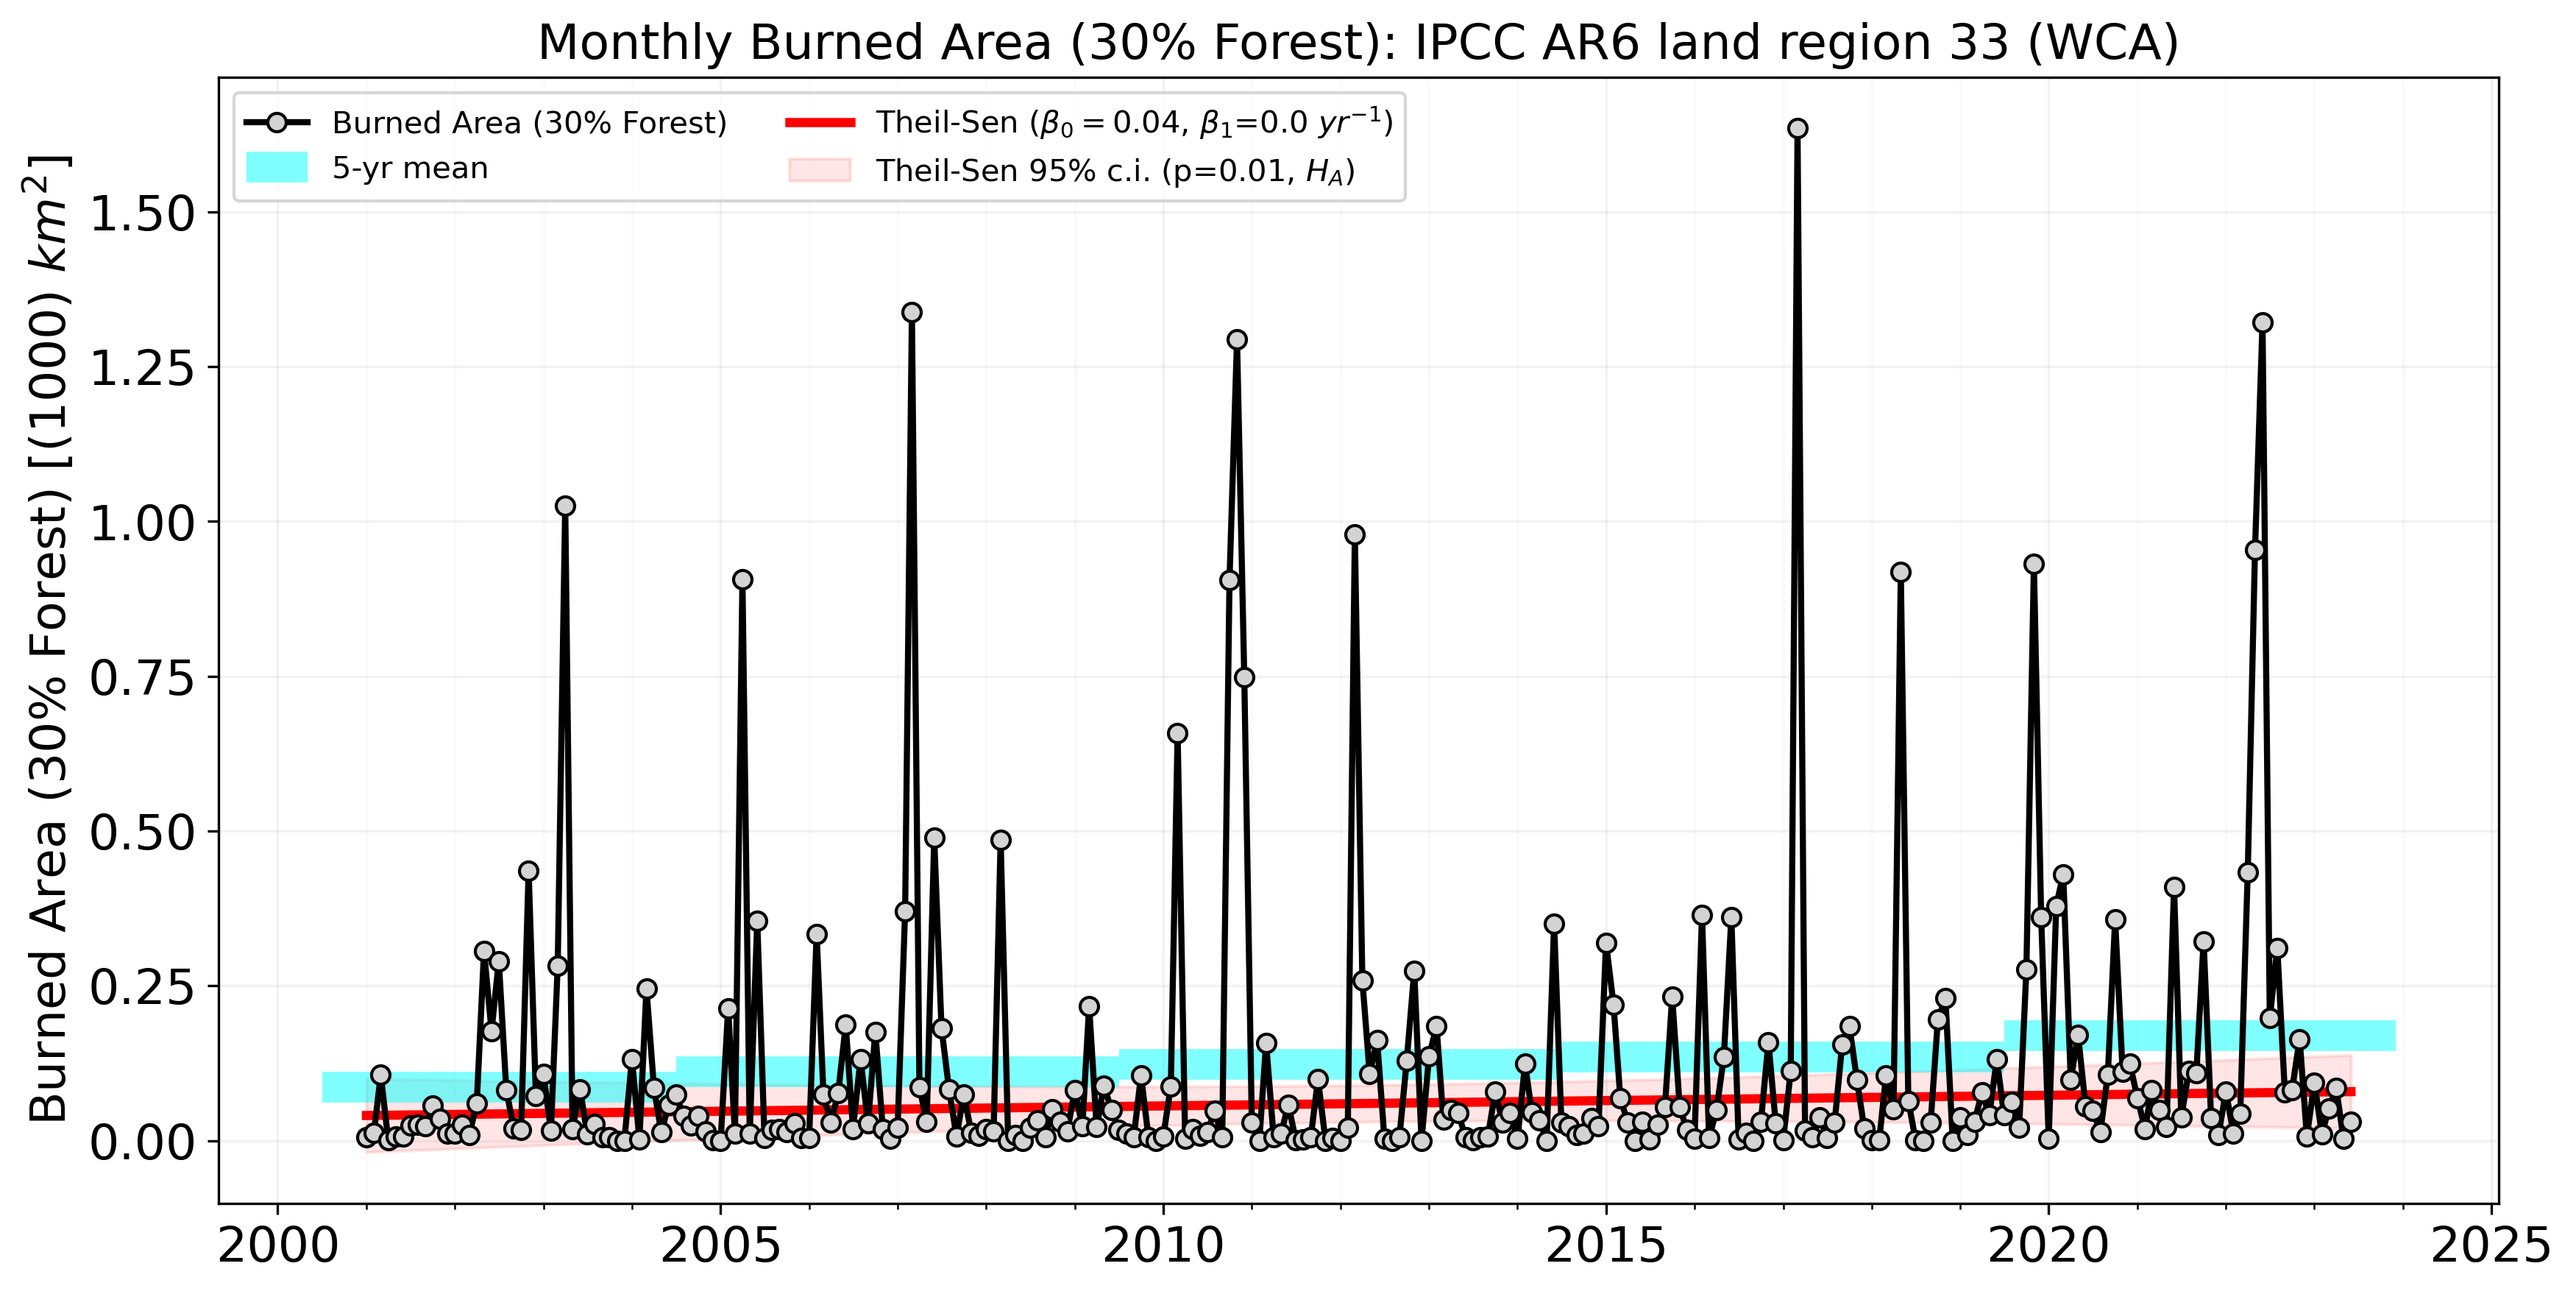 Monthly Burned Area (30% Forest): IPCC AR6 land region 33 (WCA)
Burned Area (30% Forest)
5-yr mean
Theil-Sen (β₀ = 0.04, β₁=0.0 yr⁻¹)
Theil-Sen 95% c.i. (p=0.01, H_A)
Burned Area (30% Forest) [(1000) km²]
1.50
1.25
1.00
0.75
0.50
0.25
0.00
2000 2005 2010 2015 2020 2025